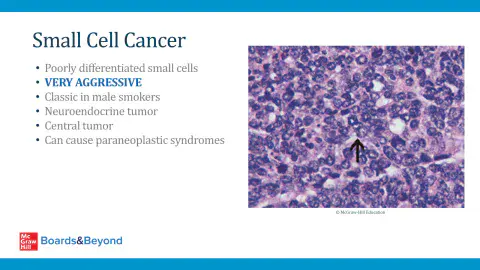 Small Cell Cancer
• Poorly differentiated small cells
• VERY AGGRESSIVE
• Classic in male smokers
• Neuroendocrine tumor
• Central tumor
• Can cause paraneoplastic syndromes
© McGraw-Hill Education
Mc
Graw
Hill
Boards&Beyond